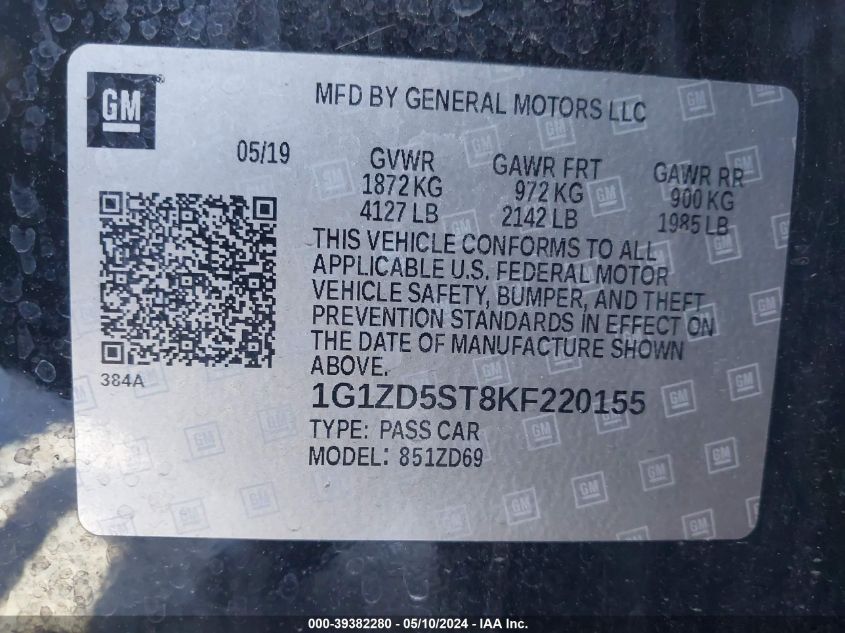 GM
MFD BY GENERAL MOTORS LLC
05/19
GVWR GAWR FRT GAWR RR
1872 KG 972 KG 900 KG
4127 LB 2142 LB 1985 LB
THIS VEHICLE CONFORMS TO ALL
APPLICABLE U.S. FEDERAL MOTOR
VEHICLE SAFETY, BUMPER, AND THEFT
PREVENTION STANDARDS IN EFFECT ON
THE DATE OF MANUFACTURE SHOWN
ABOVE.
384A
1G1ZD5ST8KF220155
TYPE: PASS CAR
MODEL: 851ZD69
000-39382280 - 05/10/2024 - IAA, Inc.